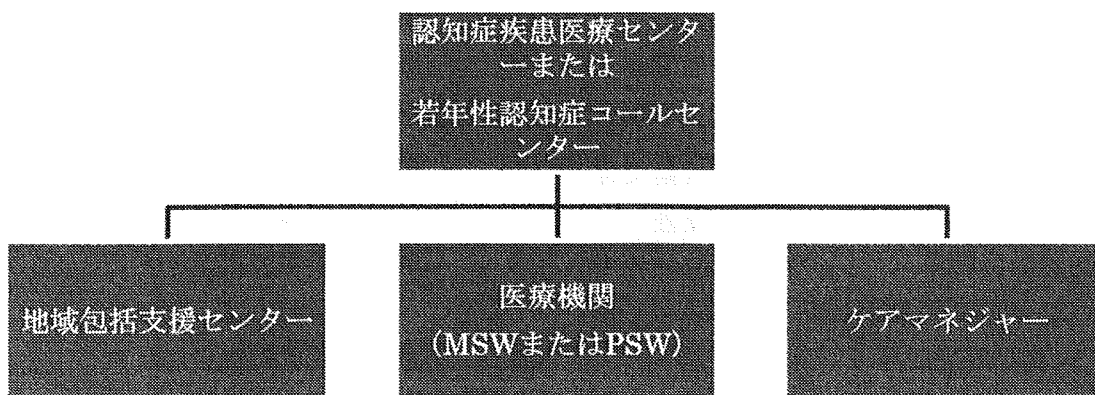 認知症疾患医療センタ
ーまたは
若年性認知症コールセ
ンター
地域包括支援センター
医療機関
（MSWまたはPSW）
ケアマネジャー